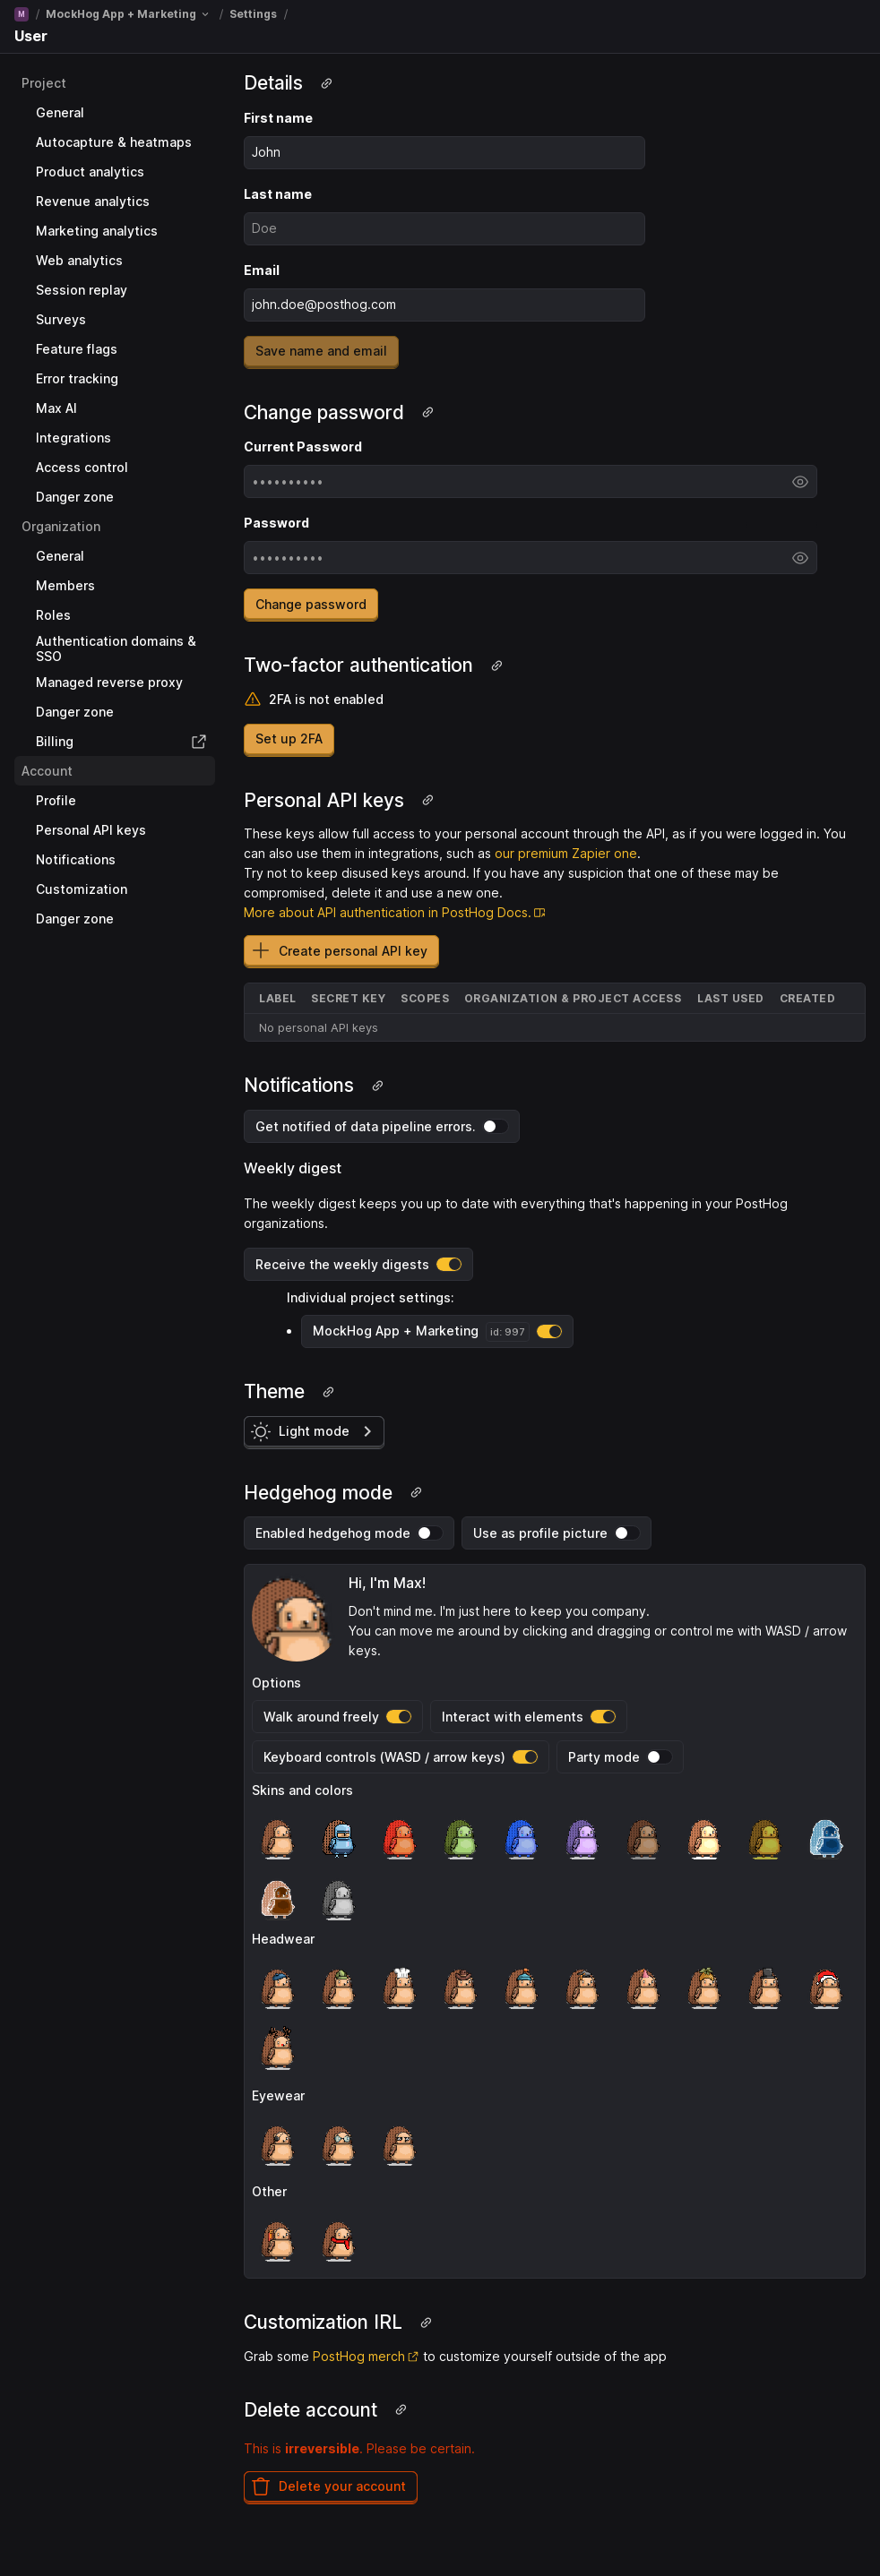 M / MockHog App + Marketing / Settings /
User
Project
General
Autocapture & heatmaps
Product analytics
Revenue analytics
Marketing analytics
Web analytics
Session replay
Surveys
Feature flags
Error tracking
Max AI
Integrations
Access control
Danger zone
Organization
General
Members
Roles
Authentication domains &
SSO
Managed reverse proxy
Danger zone
Billing
Account
Profile
Personal API keys
Notifications
Customization
Danger zone
Details
First name
John
Last name
Doe
Email
john.doe@posthog.com
Save name and email
Change password
Current Password
••••••••••
Password
••••••••••
Change password
Two-factor authentication
2FA is not enabled
Set up 2FA
Personal API keys
These keys allow full access to your personal account through the API, as if you were logged in. You
can also use them in integrations, such as our premium Zapier one.
Try not to keep disused keys around. If you have any suspicion that one of these may be
compromised, delete it and use a new one.
More about API authentication in PostHog Docs.
Create personal API key
LABEL SECRET KEY SCOPES ORGANIZATION & PROJECT ACCESS LAST USED CREATED
No personal API keys
Notifications
Get notified of data pipeline errors.
Weekly digest
The weekly digest keeps you up to date with everything that's happening in your PostHog
organizations.
Receive the weekly digests
Individual project settings:
• MockHog App + Marketing id: 997
Theme
Light mode
Hedgehog mode
Enabled hedgehog mode Use as profile picture
Hi, I'm Max!
Don't mind me. I'm just here to keep you company.
You can move me around by clicking and dragging or control me with WASD / arrow
keys.
Options
Walk around freely Interact with elements
Keyboard controls (WASD / arrow keys) Party mode
Skins and colors
Headwear
Eyewear
Other
Customization IRL
Grab some PostHog merch to customize yourself outside of the app
Delete account
This is irreversible. Please be certain.
Delete your account